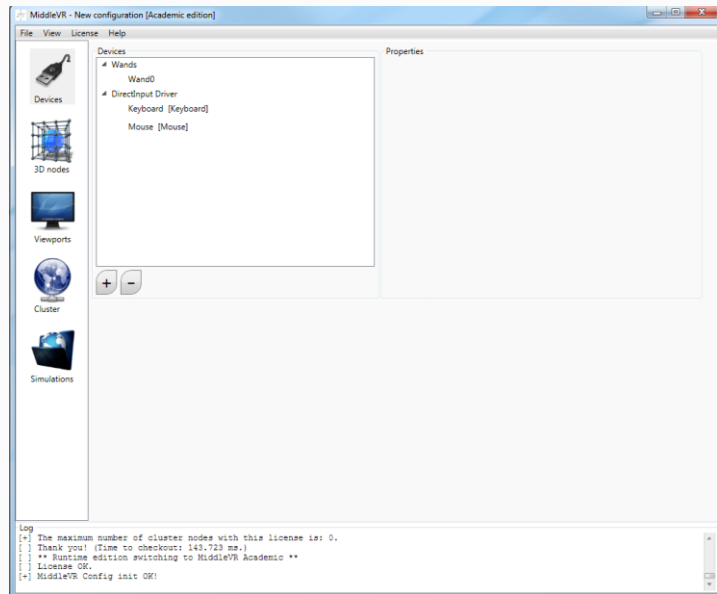 MiddleVR - New configuration [Academic edition]
File View License Help
Devices
Properties
Wands
Wand0
DirectInput Driver
Keyboard [Keyboard]
Mouse [Mouse]
+ -
Devices
3D nodes
Viewports
Cluster
Simulations
Log
[+] The maximum number of cluster nodes with this license is: 0.
[ ] Thank you! (Time to checkout: 143.723 ms.)
[ ] ** Runtime edition switching to MiddleVR Academic **
[ ] License OK.
[+] MiddleVR Config init OK!